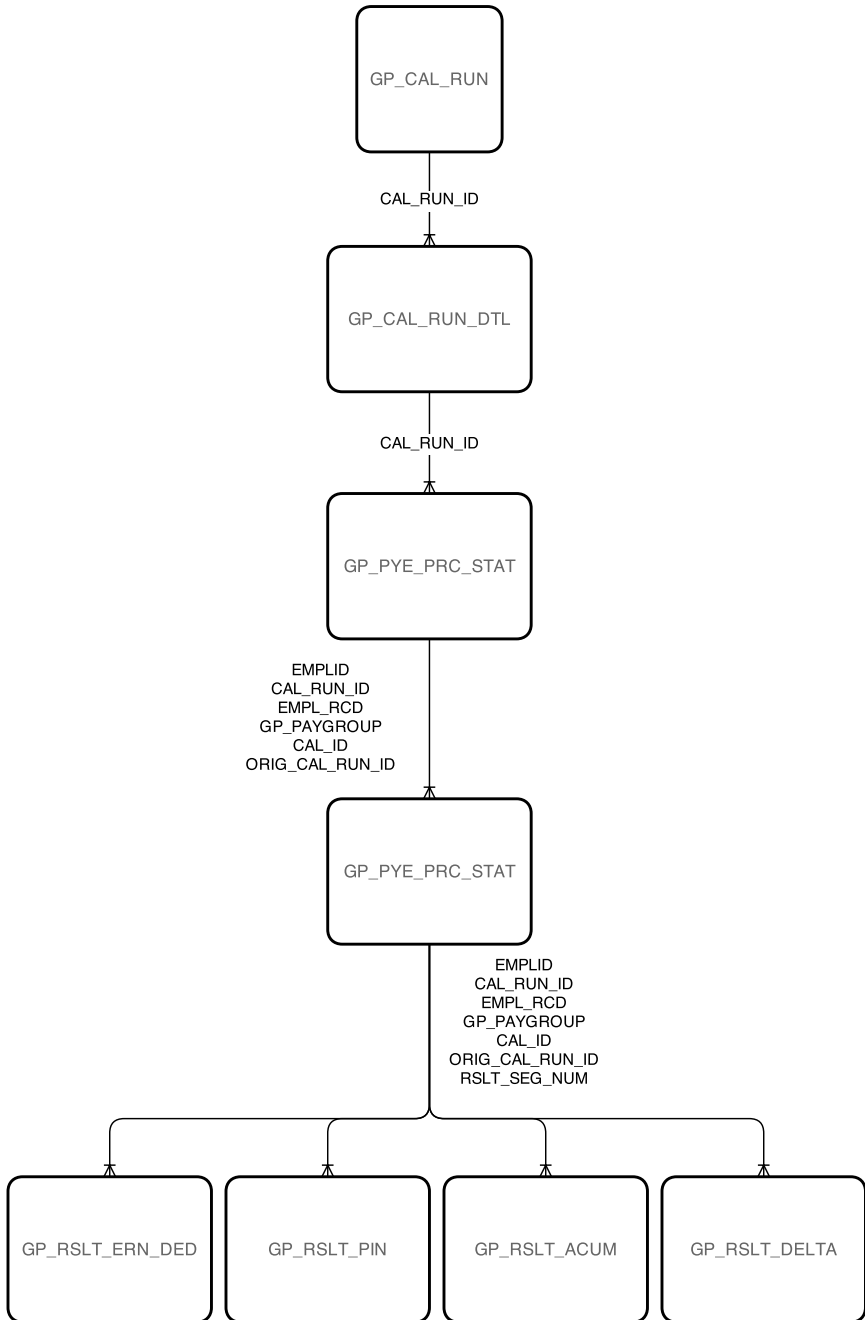 GP_CAL_RUN
CAL_RUN_ID
GP_CAL_RUN_DTL
CAL_RUN_ID
GP_PYE_PRC_STAT
EMPLID
CAL_RUN_ID
EMPL_RCD
GP_PAYGROUP
CAL_ID
ORIG_CAL_RUN_ID
GP_PYE_PRC_STAT
EMPLID
CAL_RUN_ID
EMPL_RCD
GP_PAYGROUP
CAL_ID
ORIG_CAL_RUN_ID
RSLT_SEG_NUM
GP_RSLT_ERN_DED
GP_RSLT_PIN
GP_RSLT_ACUM
GP_RSLT_DELTA